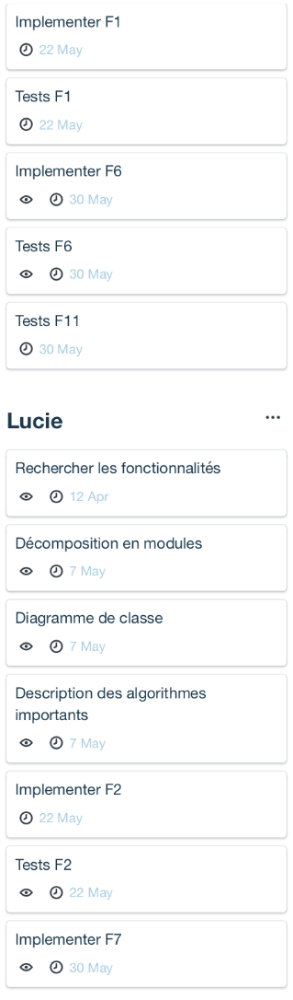 Implementer F1
22 May
Tests F1
22 May
Implementer F6
30 May
Tests F6
30 May
Tests F11
30 May
Lucie
Rechercher les fonctionnalités
12 Apr
Décomposition en modules
7 May
Diagramme de classe
7 May
Description des algorithmes
importants
7 May
Implementer F2
22 May
Tests F2
22 May
Implementer F7
30 May